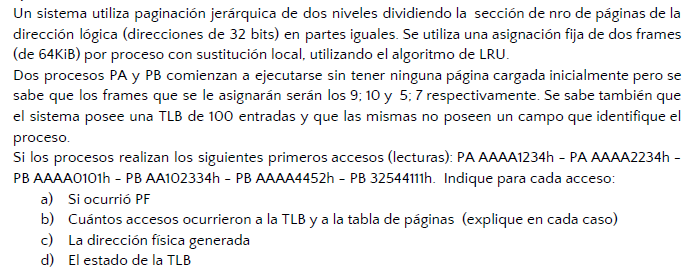 Un sistema utiliza paginación jerárquica de dos niveles dividiendo la sección de nro de páginas de la
dirección lógica (direcciones de 32 bits) en partes iguales. Se utiliza una asignación fija de dos frames
(de 64KiB) por proceso con sustitución local, utilizando el algoritmo de LRU.
Dos procesos PA y PB comienzan a ejecutarse sin tener ninguna página cargada inicialmente pero se
sabe que los frames que se le asignarán serán los 9; 10 y 5; 7 respectivamente. Se sabe también que
el sistema posee una TLB de 100 entradas y que las mismas no poseen un campo que identifique el
proceso.
Si los procesos realizan los siguientes primeros accesos (lecturas): PA AAAA1234h - PA AAAA2234h -
PB AAAA0101h - PB AA102334h - PB AAAA4452h - PB 32544111h. Indique para cada acceso:
a) Si ocurrió PF
b) Cuántos accesos ocurrieron a la TLB y a la tabla de páginas (explique en cada caso)
c) La dirección física generada
d) El estado de la TLB